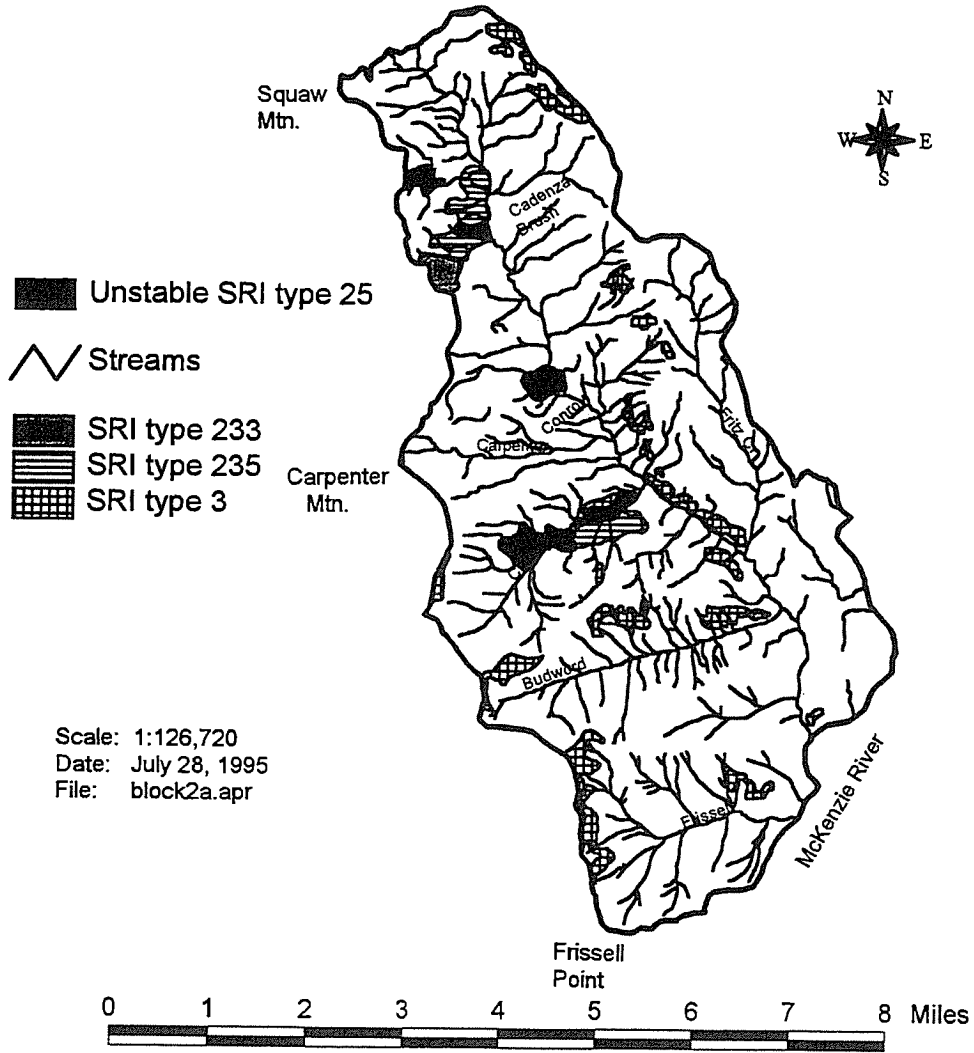 Squaw
Mtn.
N
W E
S
Cadenza
Brush
Unstable SRI type 25
Streams
SRI type 233
SRI type 235
SRI type 3
Conroy
Carpenter
Fritz Cr.
Carpenter
Mtn.
Budword
Scale: 1:126,720
Date: July 28, 1995
File: block2a.apr
Frissell
McKenzie River
Frissell
Point
0 1 2 3 4 5 6 7 8 Miles